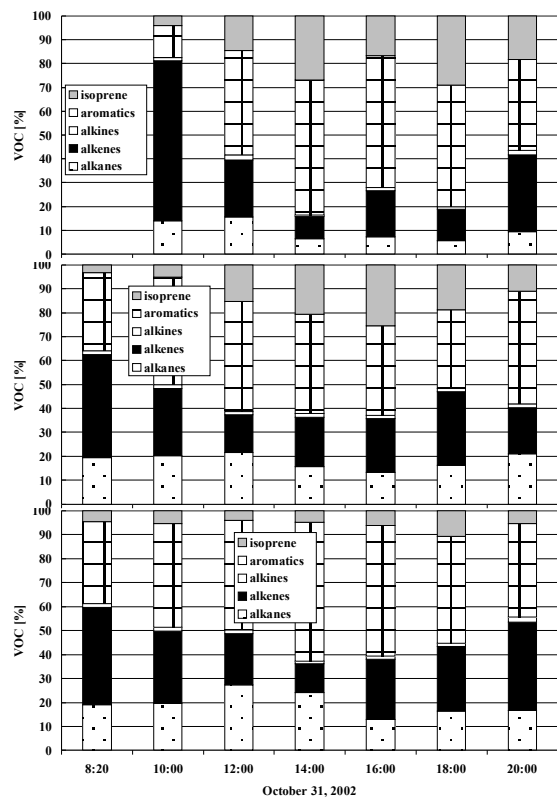 100
90
80
70
60
50
40
30
20
10
0
VOC [%]
isoprene
aromatics
alkines
alkenes
alkanes
100
90
80
70
60
50
40
30
20
10
0
VOC [%]
isoprene
aromatics
alkines
alkenes
alkanes
100
90
80
70
60
50
40
30
20
10
0
VOC [%]
isoprene
aromatics
alkines
alkenes
alkanes
8:20 10:00 12:00 14:00 16:00 18:00 20:00
October 31, 2002